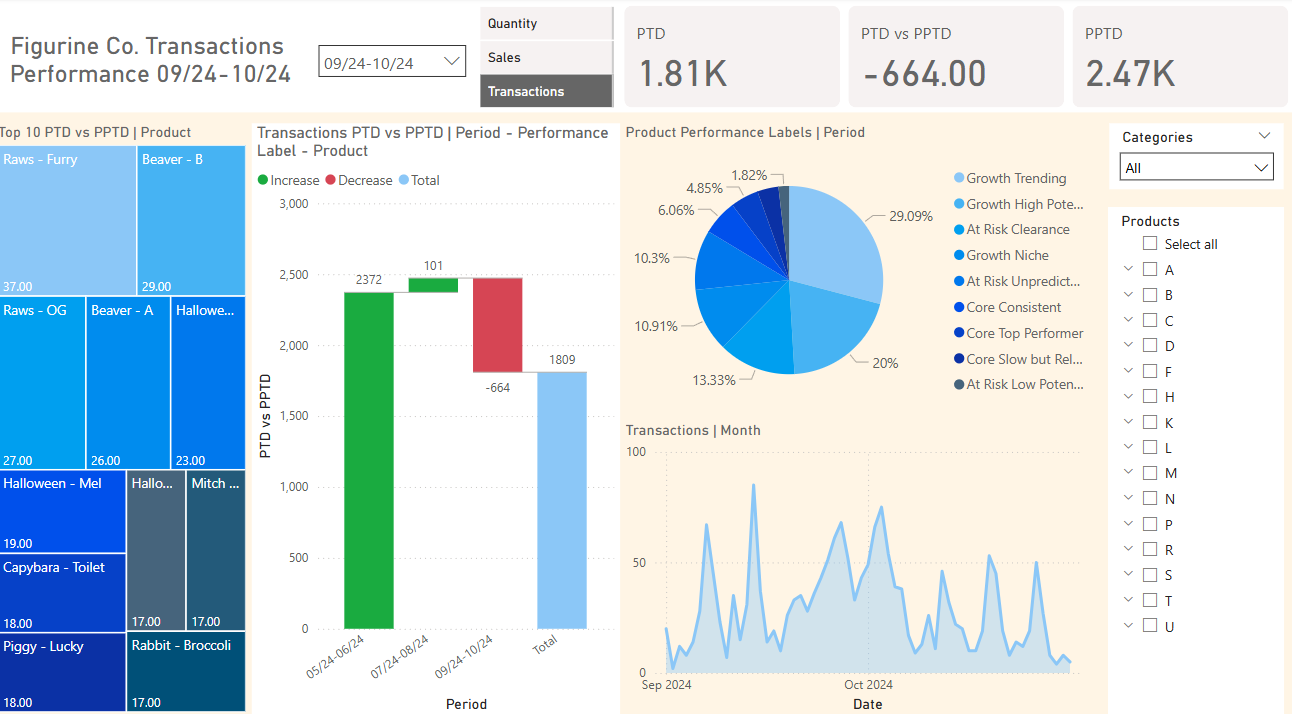 Figurine Co. Transactions
Performance 09/24-10/24
09/24-10/24
Quantity
Sales
Transactions
PTD
1.81K
PTD vs PPTD
-664.00
PPTD
2.47K
Top 10 PTD vs PPTD | Product
Raws - Furry
37.00
Beaver - B
29.00
Raws - OG
27.00
Beaver - A
26.00
Hallowe...
23.00
Halloween - Mel
19.00
Capybara - Toilet
18.00
Piggy - Lucky
18.00
Hallo...
17.00
Mitch ...
17.00
Rabbit - Broccoli
17.00
Transactions PTD vs PPTD | Period - Performance
Label - Product
Increase Decrease Total
3,000
2,500
2,000
1,500
1,000
500
0
PTD vs PPTD
2372
101
-664
1809
05/24-06/24
07/24-08/24
09/24-10/24
Total
Period
Product Performance Labels | Period
29.09%
20%
13.33%
10.91%
10.3%
6.06%
4.85%
1.82%
Growth Trending
Growth High Pote...
At Risk Clearance
Growth Niche
At Risk Unpredict...
Core Consistent
Core Top Performer
Core Slow but Rel...
At Risk Low Poten...
Transactions | Month
100
50
0
Sep 2024
Oct 2024
Date
Categories
All
Products
Select all
A
B
C
D
F
H
K
L
M
N
P
R
S
T
U